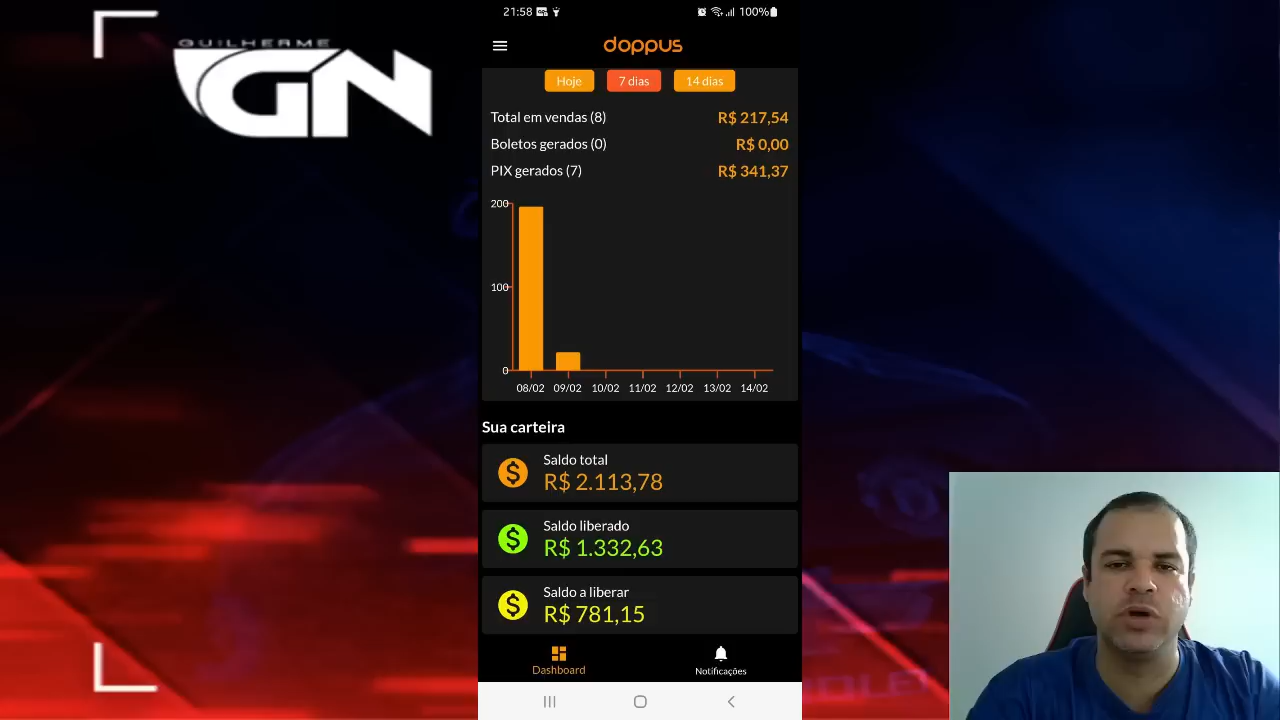 GUILHERME
GN
21:58
100%
doppus
Hoje
7 dias
14 dias
Total em vendas (8)
R$ 217,54
Boletos gerados (0)
R$ 0,00
PIX gerados (7)
R$ 341,37
200
100
0
08/02 09/02 10/02 11/02 12/02 13/02 14/02
Sua carteira
Saldo total
R$ 2.113,78
Saldo liberado
R$ 1.332,63
Saldo a liberar
R$ 781,15
Dashboard
Notificações